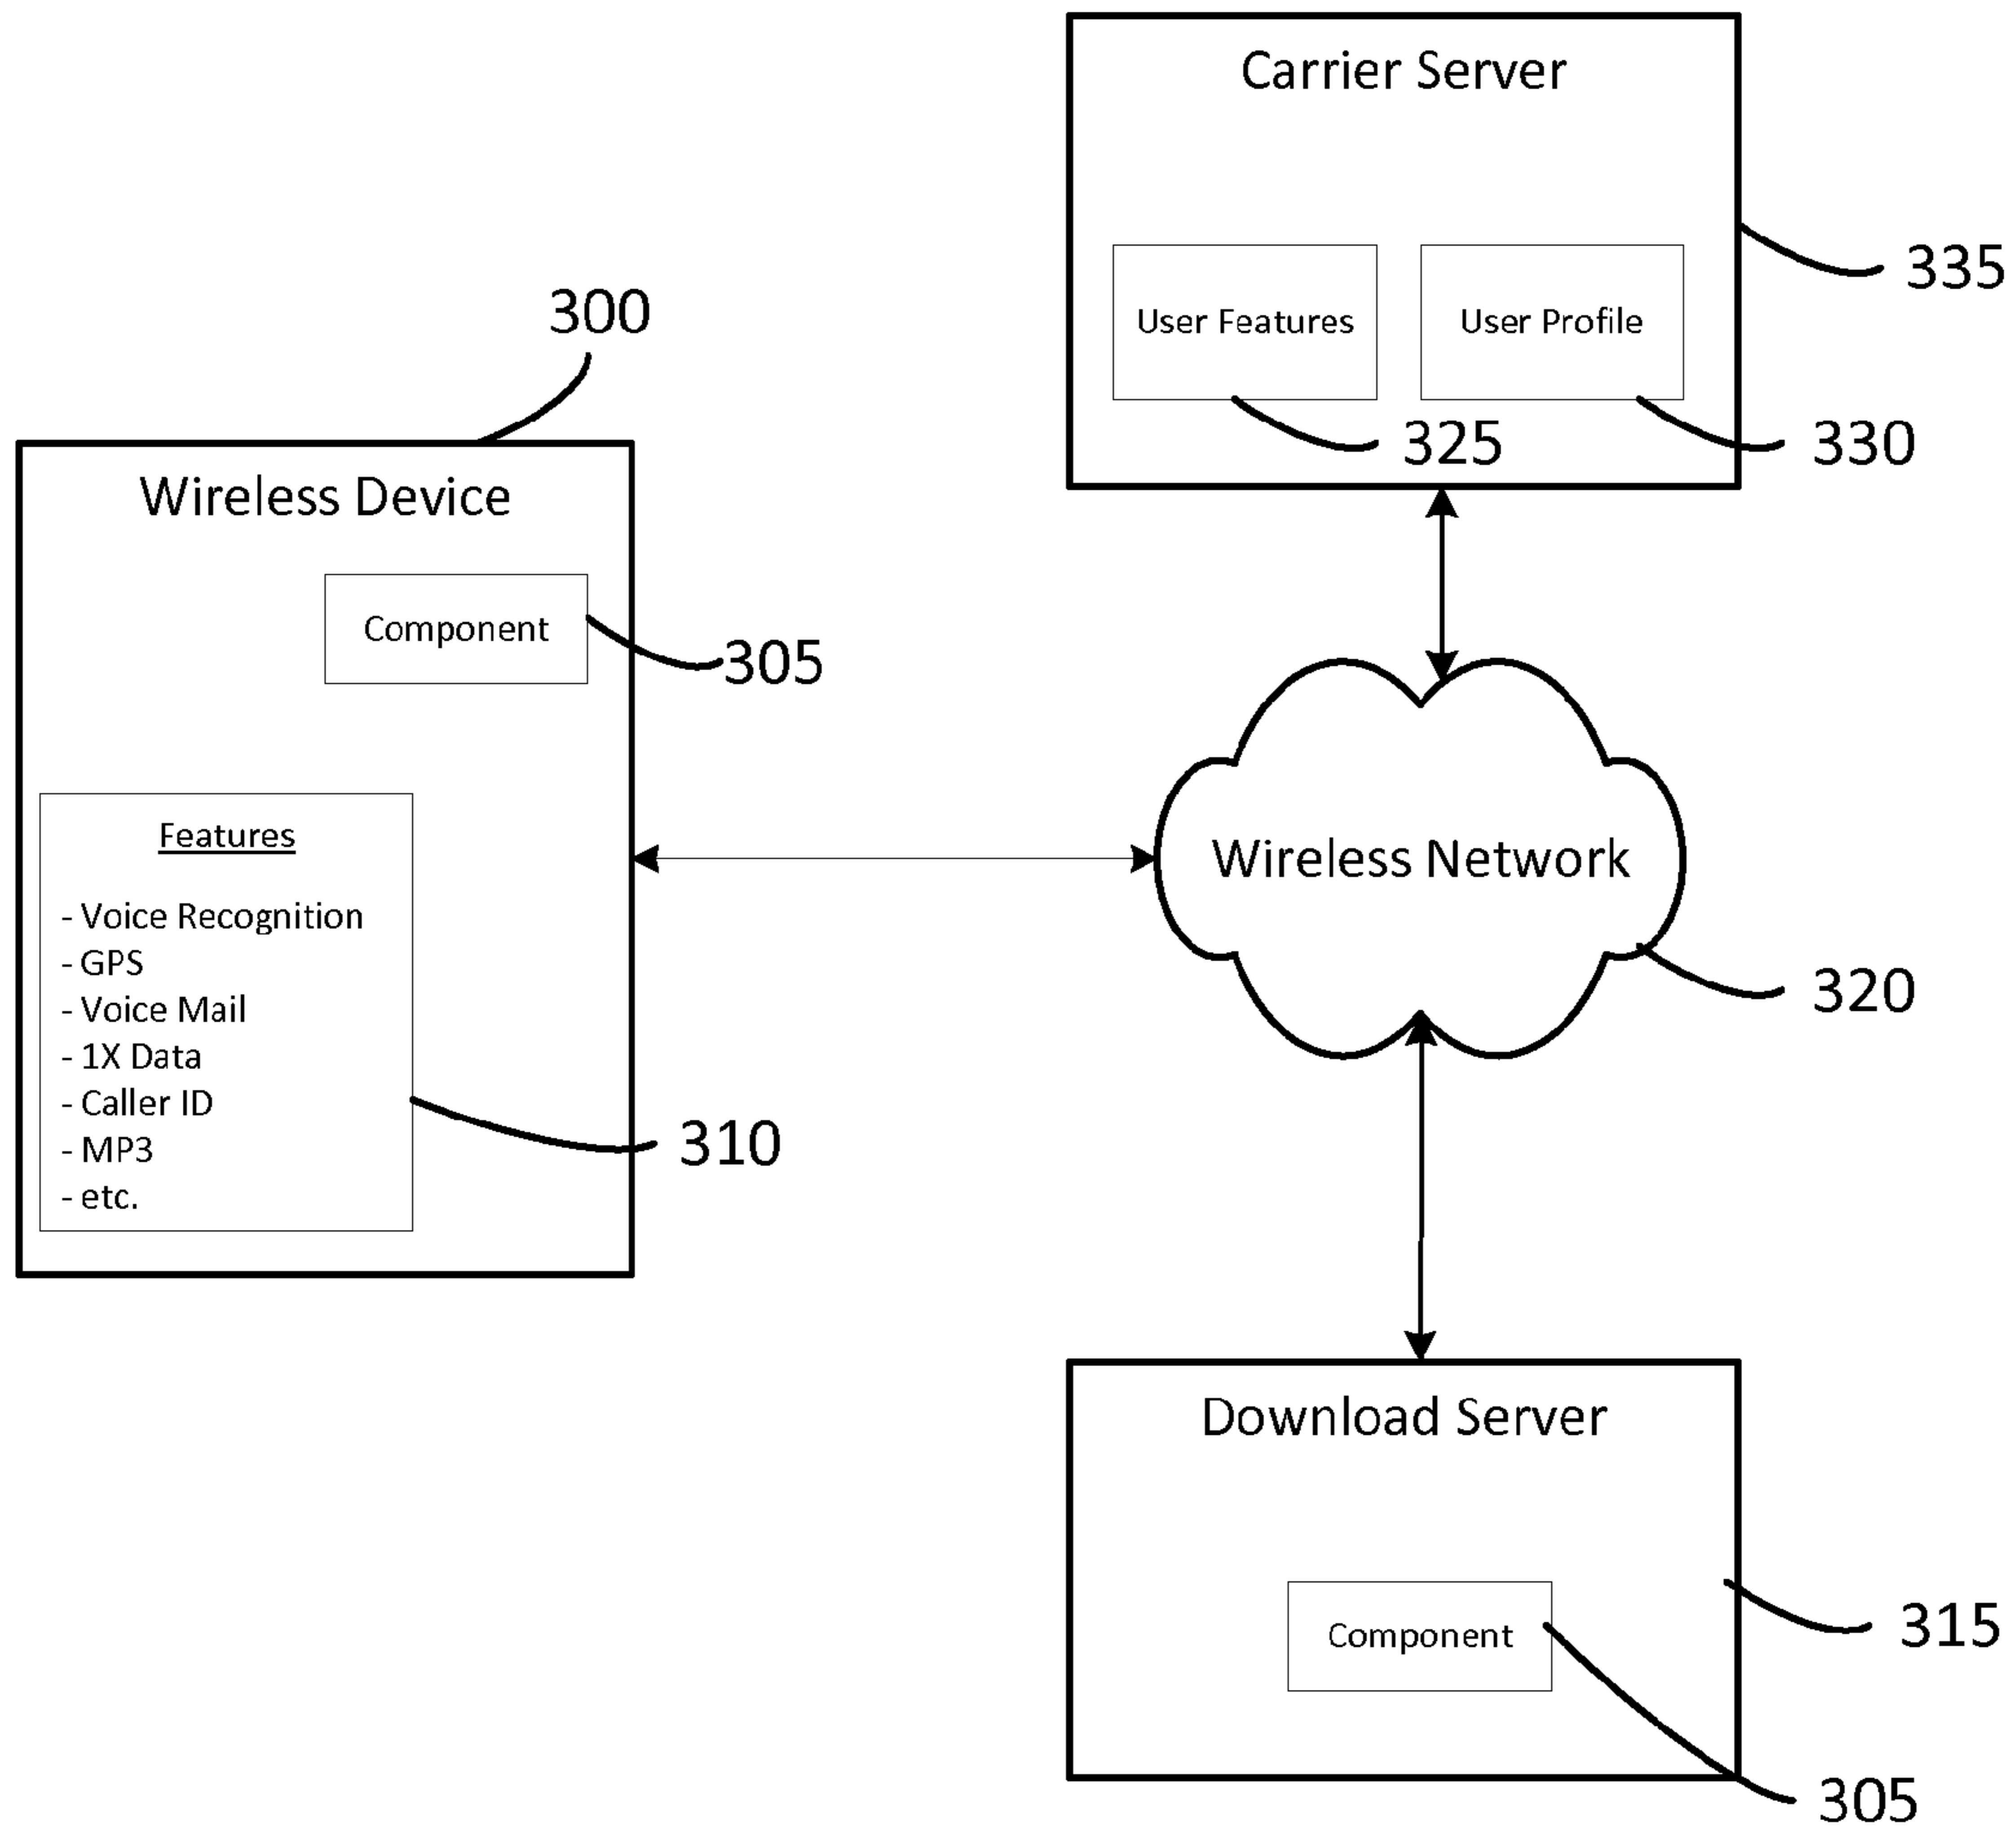 Carrier Server
335
User Features
User Profile
325
330
300
Wireless Device
Component
305
Features
- Voice Recognition
- GPS
- Voice Mail
- 1X Data
- Caller ID
- MP3
- etc.
310
Wireless Network
320
Download Server
315
Component
305